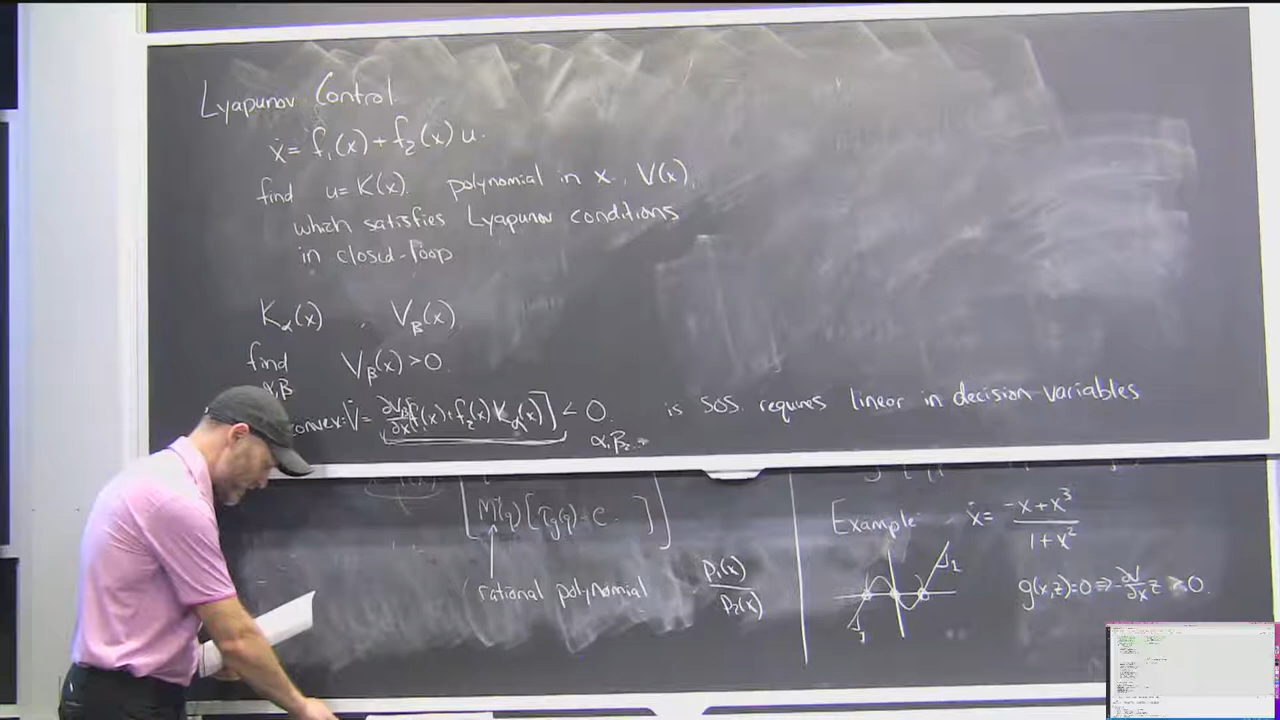 Lyapunov Control.
ẋ = f₁(x) + f₂(x) u.
find u = K(x). polynomial in x, V(x),
which satisfies Lyapunov conditions
in closed-loop
K_α(x) , V_β(x)
find V_β(x) > 0.
α,β
convex: V̇ = ∂V_β/∂x [f₁(x) + f₂(x) K_α(x)] < 0. is SOS. requires linear in decision variables
[ M⁻¹(q) [τ_g(q) - C ] ]
rational polynomial p₁(x)/p₂(x)
Example ẋ = (-x + x³)/(1 + x²)
g(x,z)=0 ⇒ -∂V/∂x z ≥ 0.